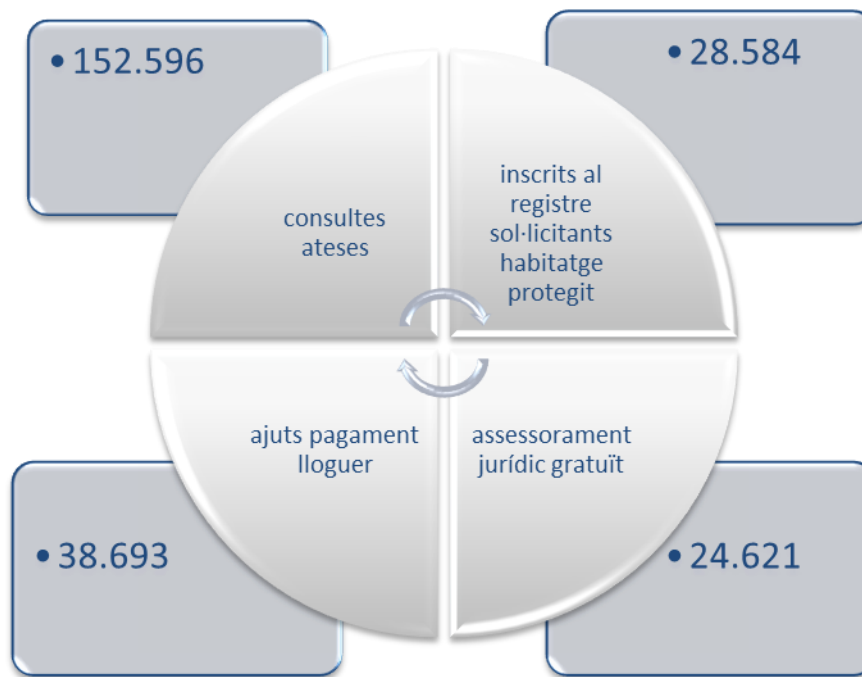 • 152.596
• 28.584
consultes
ateses
inscrits al
registre
sol·licitants
habitatge
protegit
ajuts pagament
lloguer
assessorament
jurídic gratuït
• 38.693
• 24.621